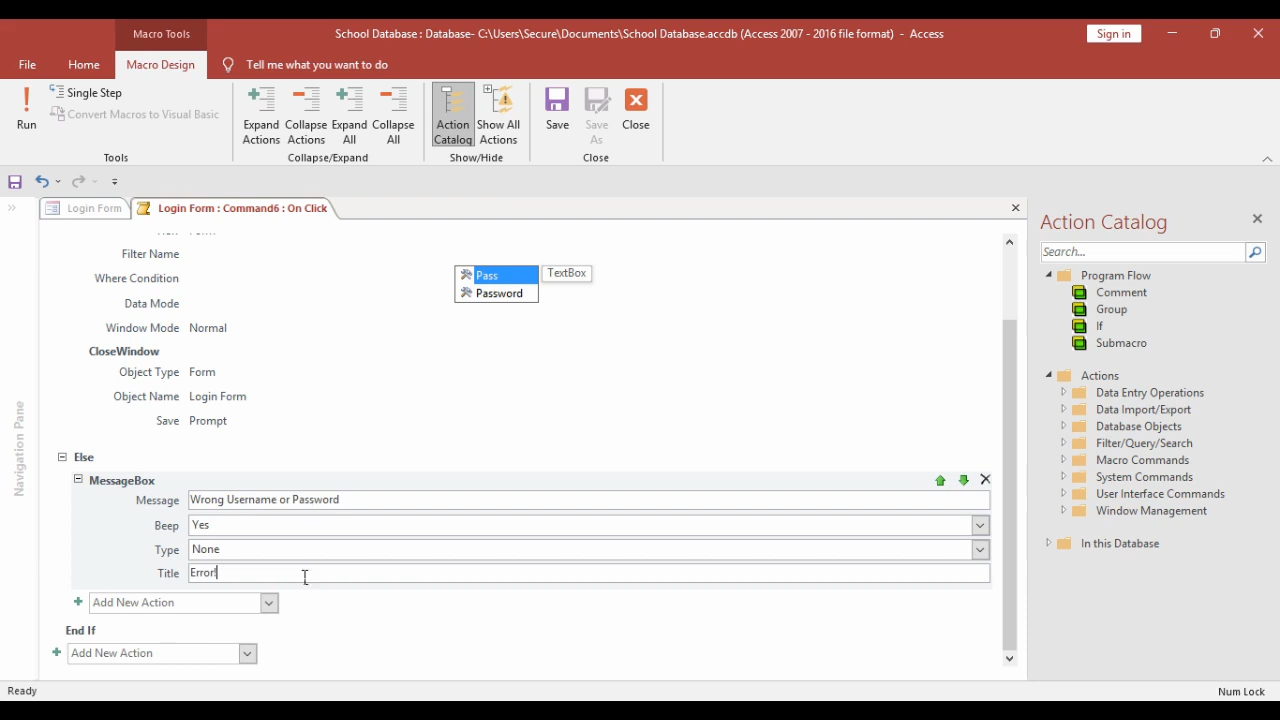 Macro Tools
School Database : Database- C:\Users\Secure\Documents\School Database.accdb (Access 2007 - 2016 file format) - Access
Sign in
File
Home
Macro Design
Tell me what you want to do
Run
Single Step
Convert Macros to Visual Basic
Expand Actions
Collapse Actions
Expand All
Collapse All
Action Catalog
Show All Actions
Save
Save As
Close
Tools
Collapse/Expand
Show/Hide
Close
Login Form
Login Form : Command6 : On Click
Filter Name
Where Condition
Data Mode
Window Mode Normal
Pass
TextBox
Password
CloseWindow
Object Type Form
Object Name Login Form
Save Prompt
Else
MessageBox
Message Wrong Username or Password
Beep Yes
Type None
Title Error!
Add New Action
End If
Add New Action
Navigation Pane
Action Catalog
Search...
Program Flow
Comment
Group
If
Submacro
Actions
Data Entry Operations
Data Import/Export
Database Objects
Filter/Query/Search
Macro Commands
System Commands
User Interface Commands
Window Management
In this Database
Ready
Num Lock